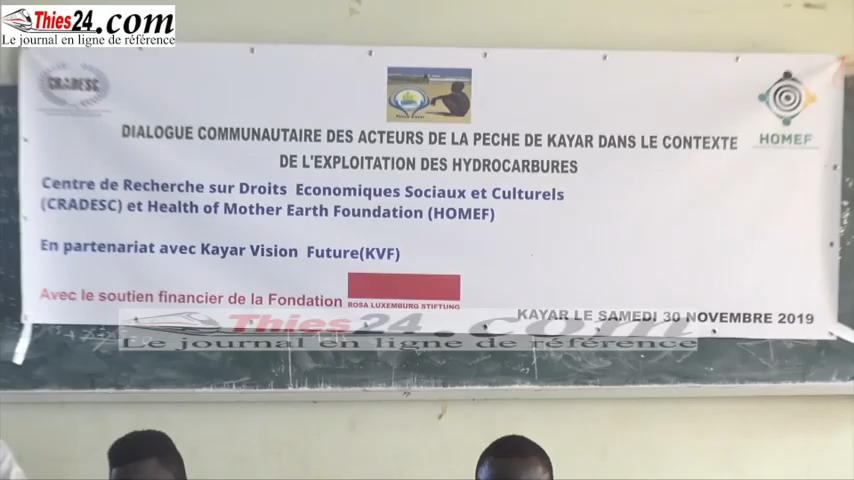 Thies24.com
Le journal en ligne de référence
CRADESC
HOMEF
DIALOGUE COMMUNAUTAIRE DES ACTEURS DE LA PECHE DE KAYAR DANS LE CONTEXTE
DE L'EXPLOITATION DES HYDROCARBURES
Centre de Recherche sur Droits Economiques Sociaux et Culturels
(CRADESC) et Health of Mother Earth Foundation (HOMEF)
En partenariat avec Kayar Vision Future(KVF)
Avec le soutien financier de la Fondation ROSA LUXEMBURG STIFTUNG
KAYAR LE SAMEDI 30 NOVEMBRE 2019
Thies24.com
Le journal en ligne de référence